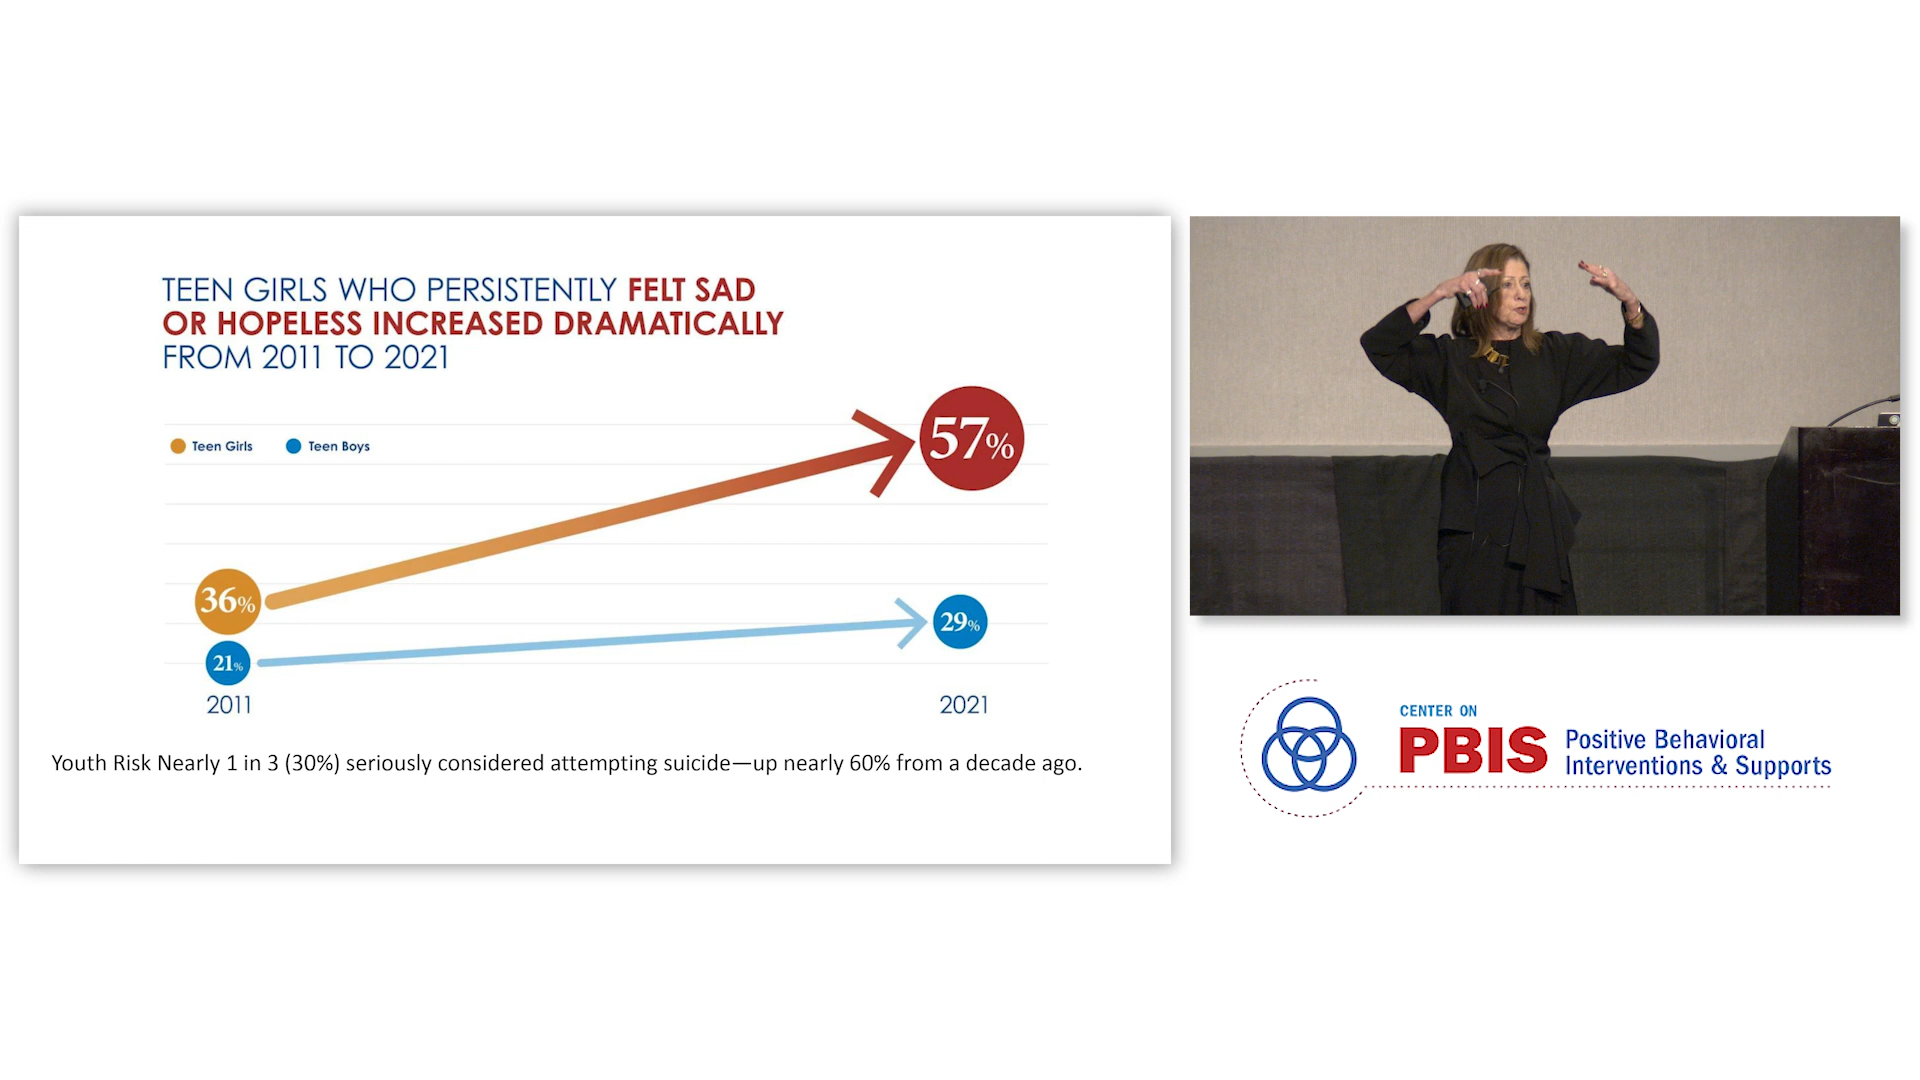 TEEN GIRLS WHO PERSISTENTLY FELT SAD
OR HOPELESS INCREASED DRAMATICALLY
FROM 2011 TO 2021
Teen Girls
Teen Boys
57%
36%
29%
21%
2011
2021
Youth Risk Nearly 1 in 3 (30%) seriously considered attempting suicide—up nearly 60% from a decade ago.
CENTER ON
PBIS
Positive Behavioral
Interventions & Supports